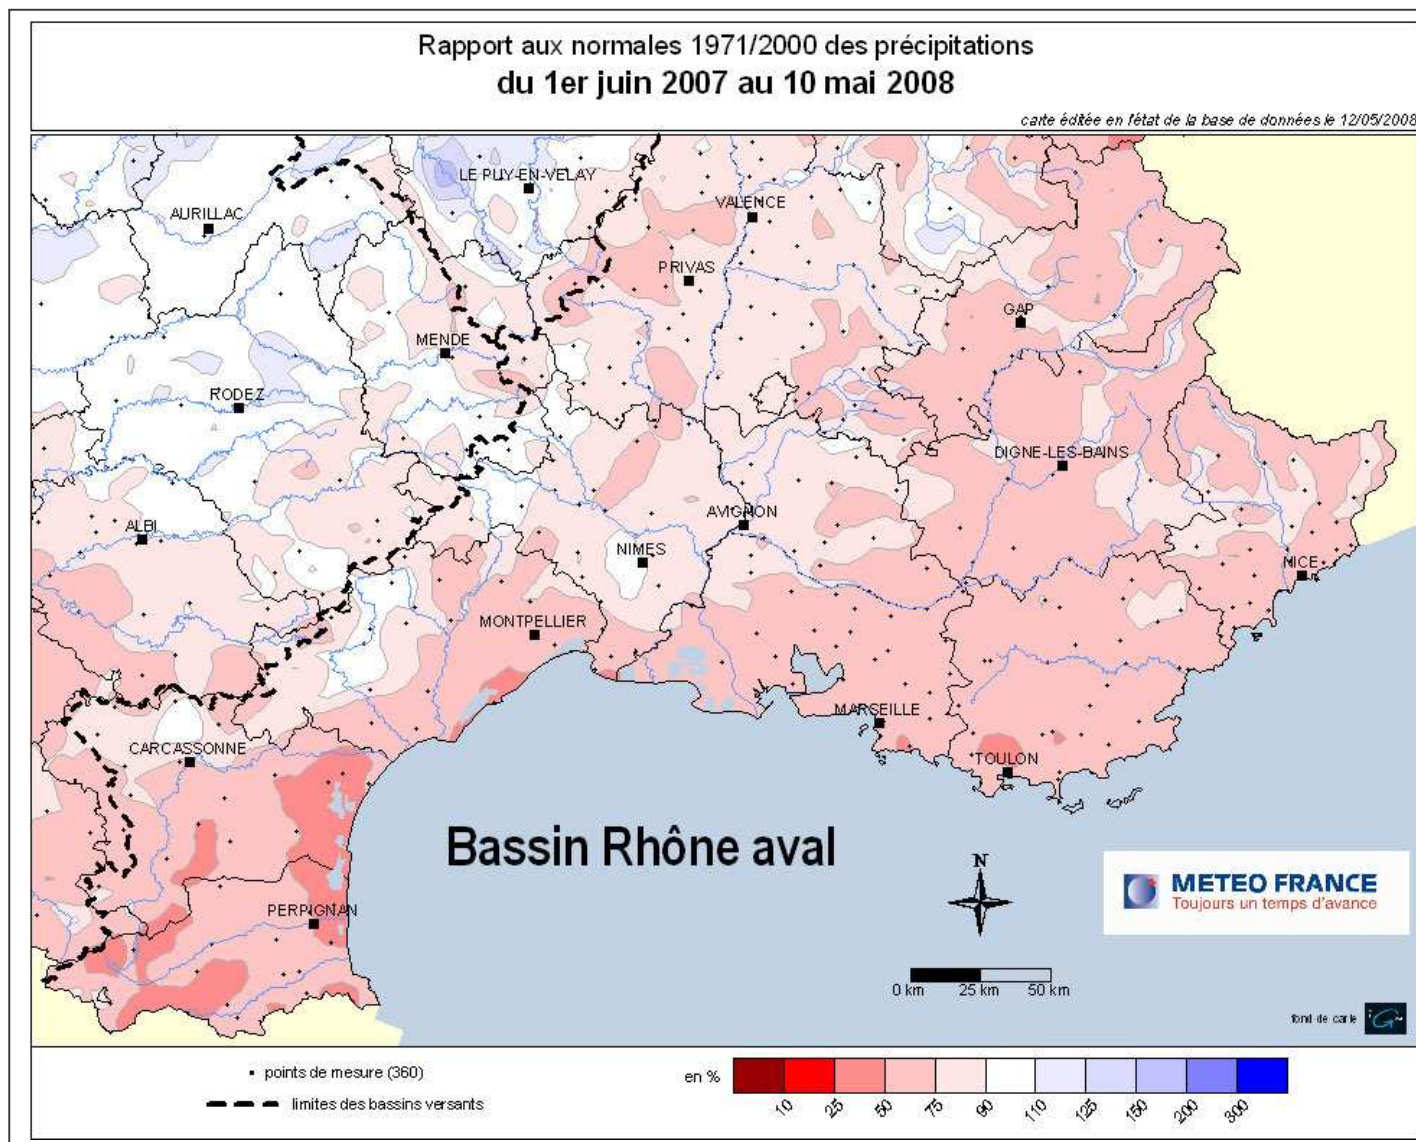 Rapport aux normales 1971/2000 des précipitations
du 1er juin 2007 au 10 mai 2008
carte éditée en l'état de la base de données le 12/05/2008
LE PUY-EN-VELAY
AURILLAC
VALENCE
PRIVAS
GAP
MENDE
RODEZ
DIGNE-LES-BAINS
AVIGNON
ALBI
NIMES
NICE
MONTPELLIER
MARSEILLE
CARCASSONNE
TOULON
Bassin Rhône aval
N
METEO FRANCE
Toujours un temps d'avance
PERPIGNAN
0 km 25 km 50 km
fond de carte
points de mesure (360)
limites des bassins versants
en %
10 25 50 75 90 110 125 150 200 300